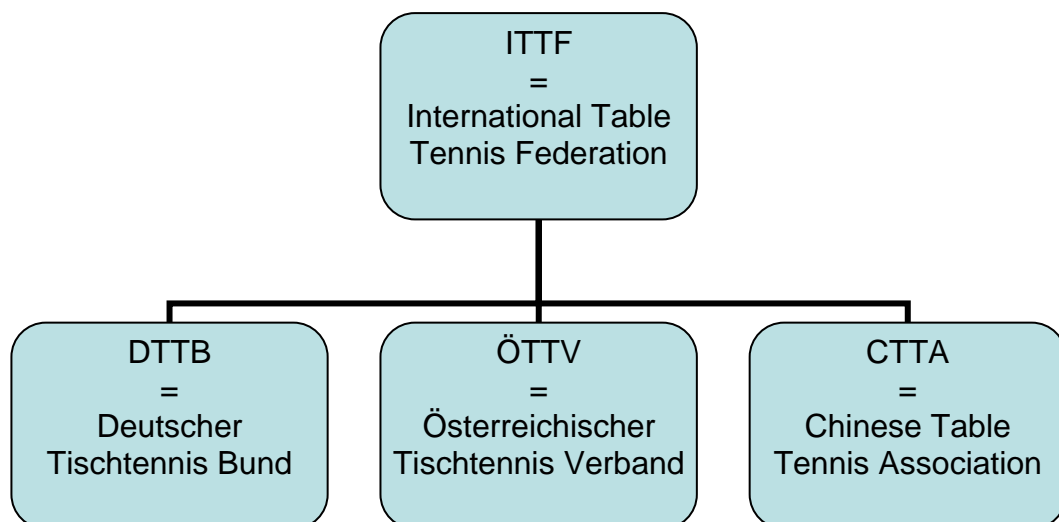 ITTF
=
International Table
Tennis Federation
DTTB
=
Deutscher
Tischtennis Bund
ÖTTV
=
Österreichischer
Tischtennis Verband
CTTA
=
Chinese Table
Tennis Association